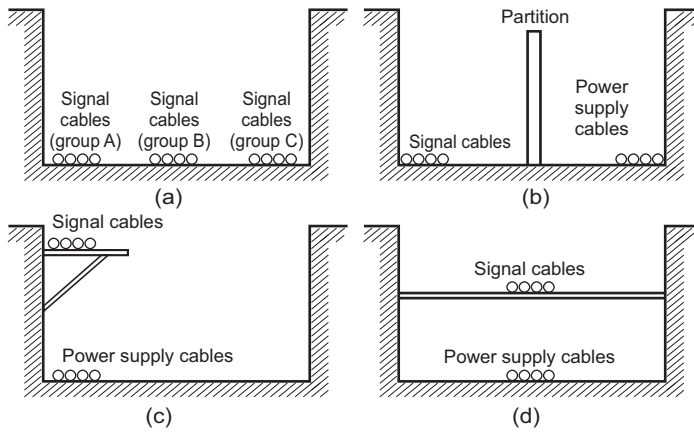 Signal
cables
(group A)
Signal
cables
(group B)
Signal
cables
(group C)
(a)
Partition
Power
supply
cables
Signal cables
(b)
Signal cables
Power supply cables
(c)
Signal cables
Power supply cables
(d)